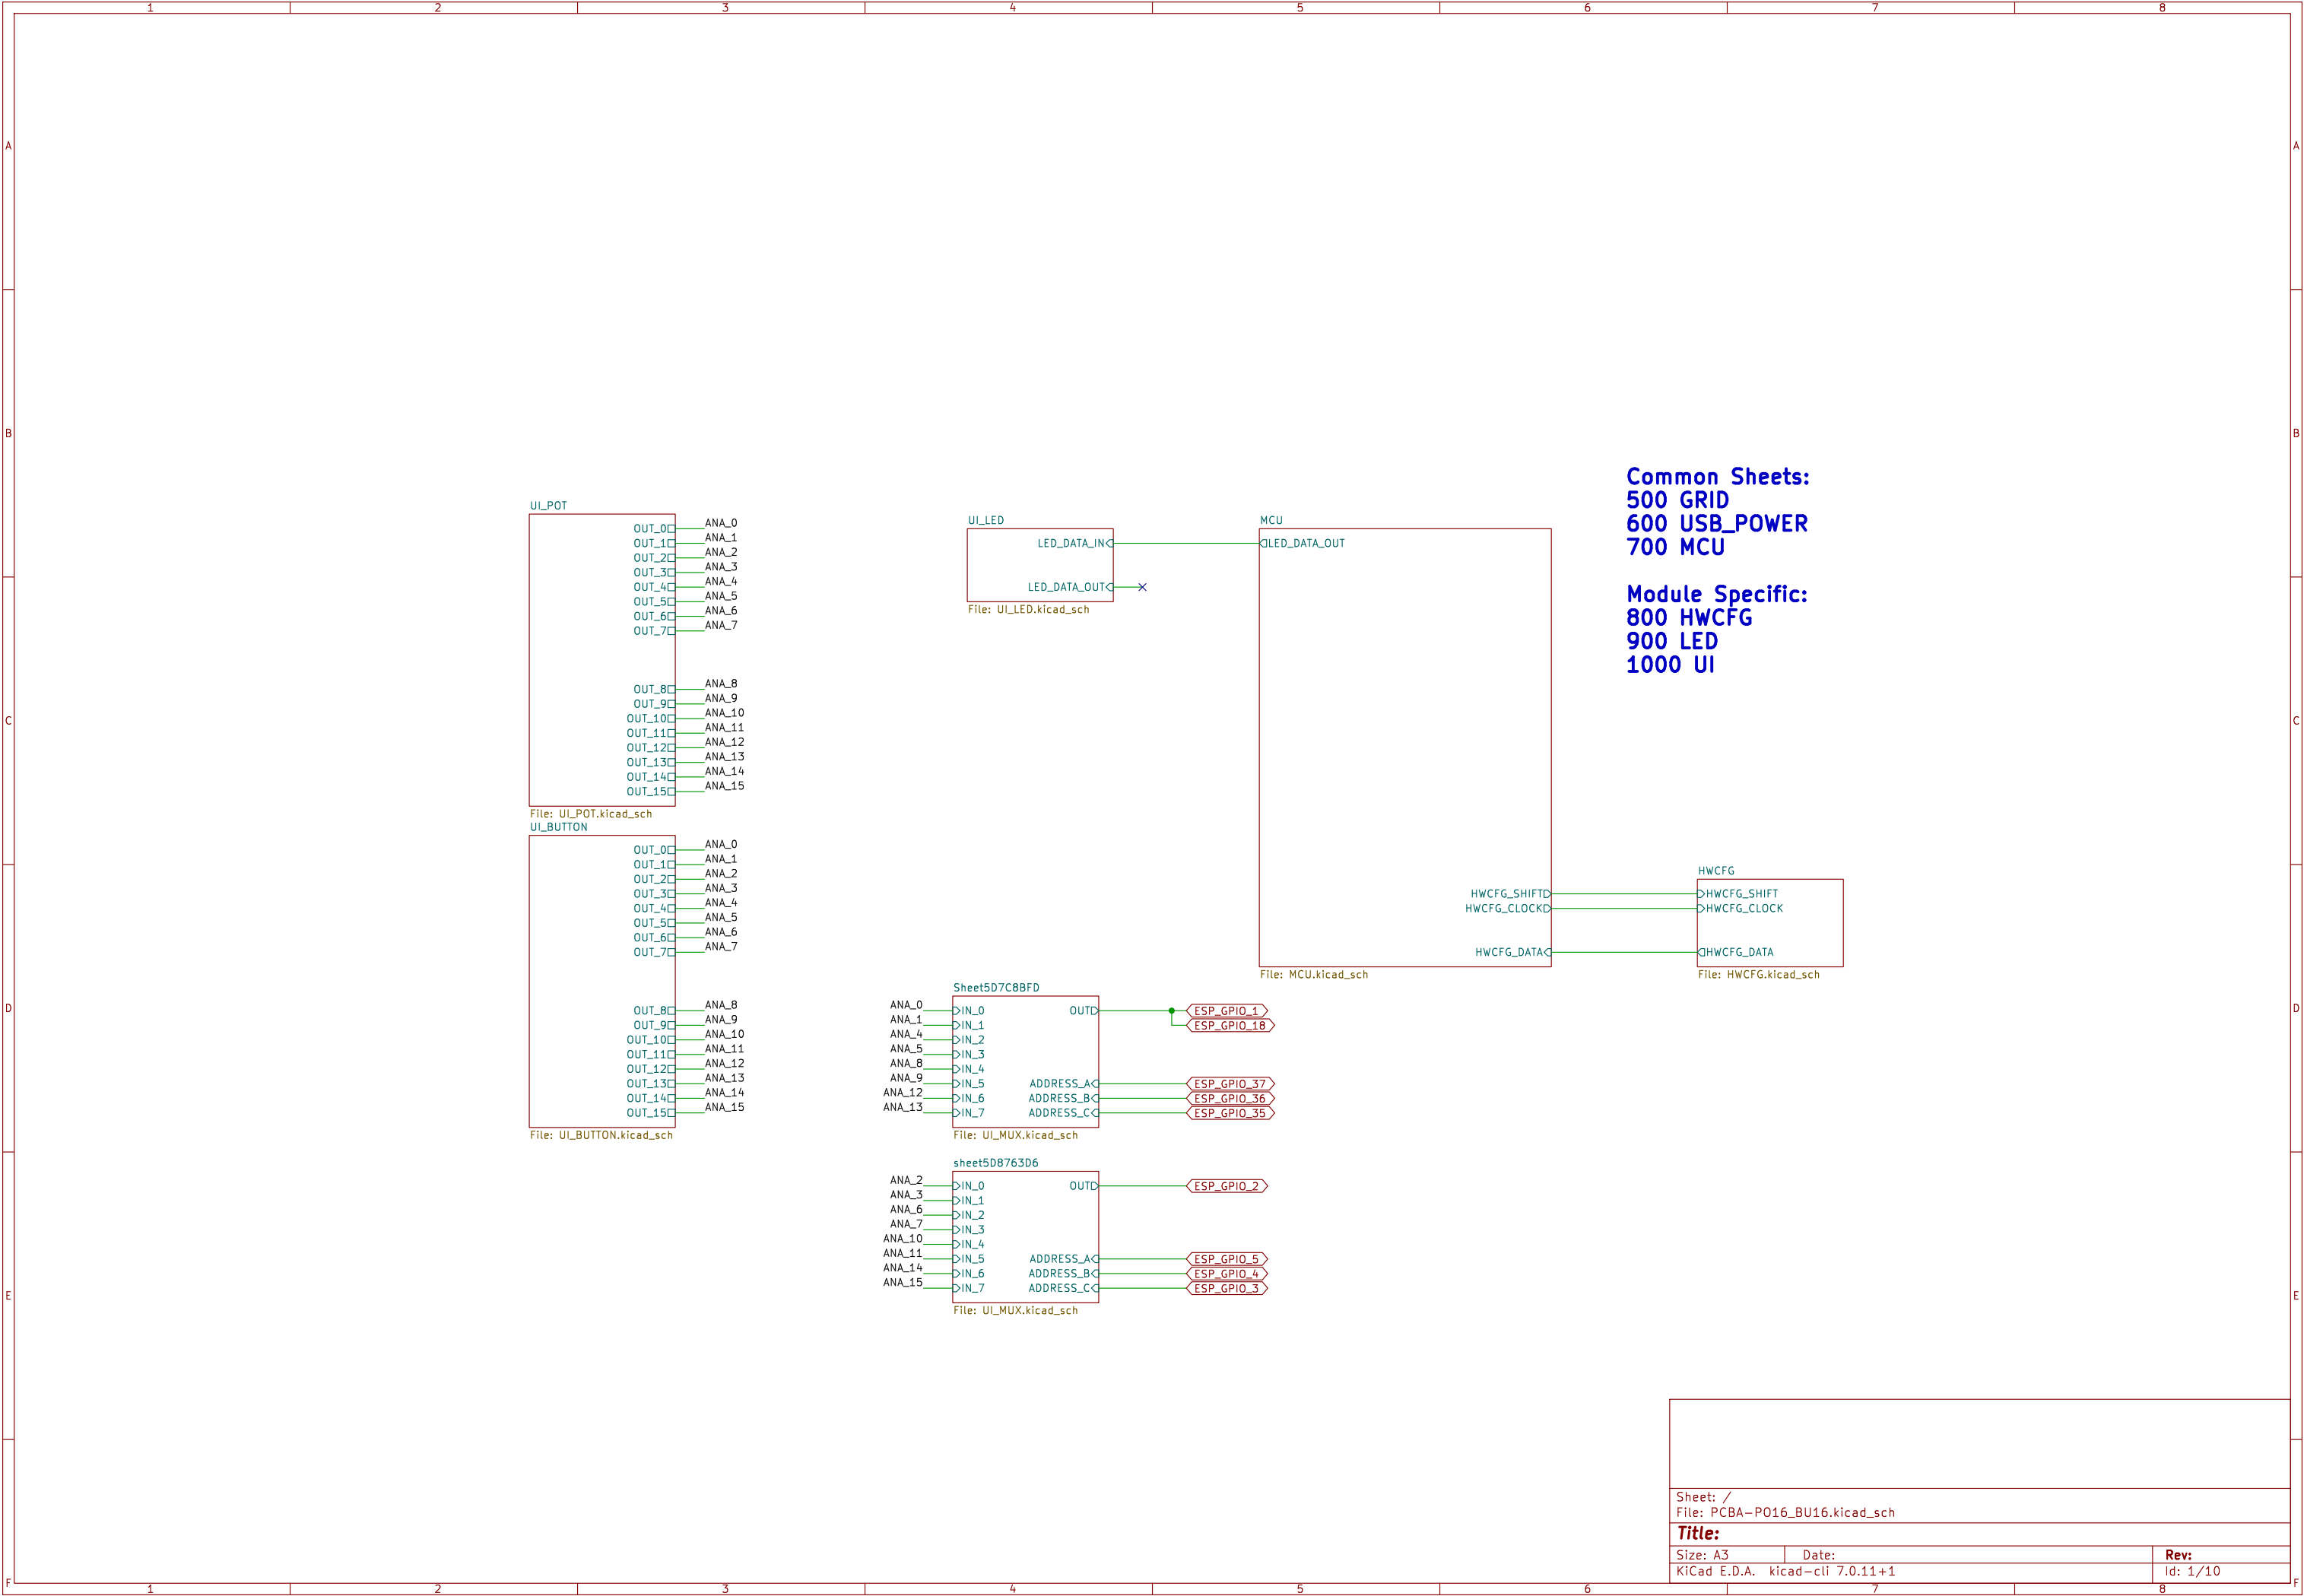 1 2 3 4 5 6 7 8
A A
B B
C C
D D
E E
F F
Common Sheets:
500 GRID
600 USB_POWER
700 MCU
Module Specific:
800 HWCFG
900 LED
1000 UI
UI_POT
OUT_0 ANA_0
OUT_1 ANA_1
OUT_2 ANA_2
OUT_3 ANA_3
OUT_4 ANA_4
OUT_5 ANA_5
OUT_6 ANA_6
OUT_7 ANA_7
OUT_8 ANA_8
OUT_9 ANA_9
OUT_10 ANA_10
OUT_11 ANA_11
OUT_12 ANA_12
OUT_13 ANA_13
OUT_14 ANA_14
OUT_15 ANA_15
File: UI_POT.kicad_sch
UI_BUTTON
OUT_0 ANA_0
OUT_1 ANA_1
OUT_2 ANA_2
OUT_3 ANA_3
OUT_4 ANA_4
OUT_5 ANA_5
OUT_6 ANA_6
OUT_7 ANA_7
OUT_8 ANA_8
OUT_9 ANA_9
OUT_10 ANA_10
OUT_11 ANA_11
OUT_12 ANA_12
OUT_13 ANA_13
OUT_14 ANA_14
OUT_15 ANA_15
File: UI_BUTTON.kicad_sch
UI_LED
LED_DATA_IN
LED_DATA_OUT
File: UI_LED.kicad_sch
MCU
LED_DATA_OUT
HWCFG_SHIFT
HWCFG_CLOCK
HWCFG_DATA
File: MCU.kicad_sch
HWCFG
HWCFG_SHIFT
HWCFG_CLOCK
HWCFG_DATA
File: HWCFG.kicad_sch
Sheet5D7C8BFD
ANA_0 IN_0 OUT ESP_GPIO_1
ANA_1 IN_1 ESP_GPIO_18
ANA_4 IN_2
ANA_5 IN_3
ANA_8 IN_4
ANA_9 IN_5 ADDRESS_A ESP_GPIO_37
ANA_12 IN_6 ADDRESS_B ESP_GPIO_36
ANA_13 IN_7 ADDRESS_C ESP_GPIO_35
File: UI_MUX.kicad_sch
sheet5D8763D6
ANA_2 IN_0 OUT ESP_GPIO_2
ANA_3 IN_1
ANA_6 IN_2
ANA_7 IN_3
ANA_10 IN_4
ANA_11 IN_5 ADDRESS_A ESP_GPIO_5
ANA_14 IN_6 ADDRESS_B ESP_GPIO_4
ANA_15 IN_7 ADDRESS_C ESP_GPIO_3
File: UI_MUX.kicad_sch
Sheet: /
File: PCBA-PO16_BU16.kicad_sch
Title:
Size: A3 Date: Rev:
KiCad E.D.A. kicad-cli 7.0.11+1 Id: 1/10
1 2 3 4 5 6 7 8